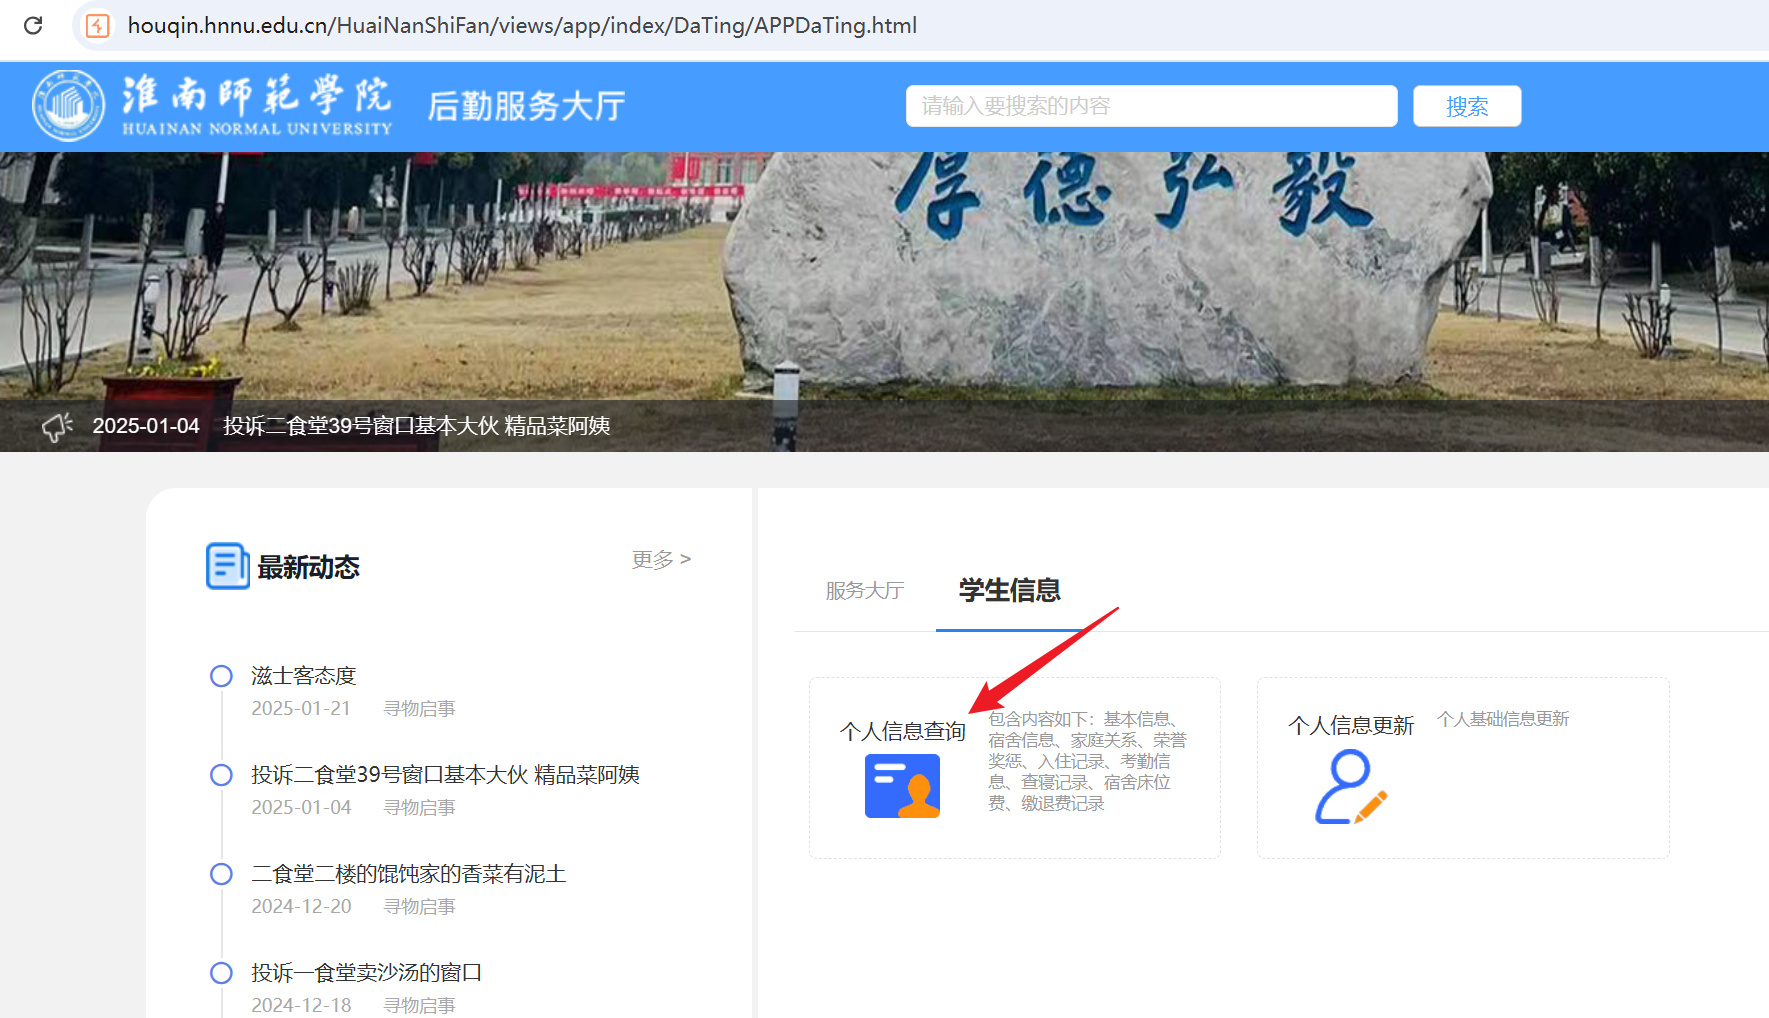 houqin.hnnu.edu.cn/HuaiNanShiFan/views/app/index/DaTing/APPDaTing.html
淮南师範學院
HUAINAN NORMAL UNIVERSITY
后勤服务大厅
请输入要搜索的内容
搜索
厚德弘毅
2025-01-04 投诉二食堂39号窗口基本大伙 精品菜阿姨
最新动态
更多 >
滋士客态度
2025-01-21 寻物启事
投诉二食堂39号窗口基本大伙 精品菜阿姨
2025-01-04 寻物启事
二食堂二楼的馄饨家的香菜有泥土
2024-12-20 寻物启事
投诉一食堂卖沙汤的窗口
2024-12-18 寻物启事
服务大厅
学生信息
个人信息查询
包含内容如下：基本信息、
宿舍信息、家庭关系、荣誉
奖惩、入住记录、考勤信
息、查寝记录、宿舍床位
费、缴退费记录
个人信息更新
个人基础信息更新